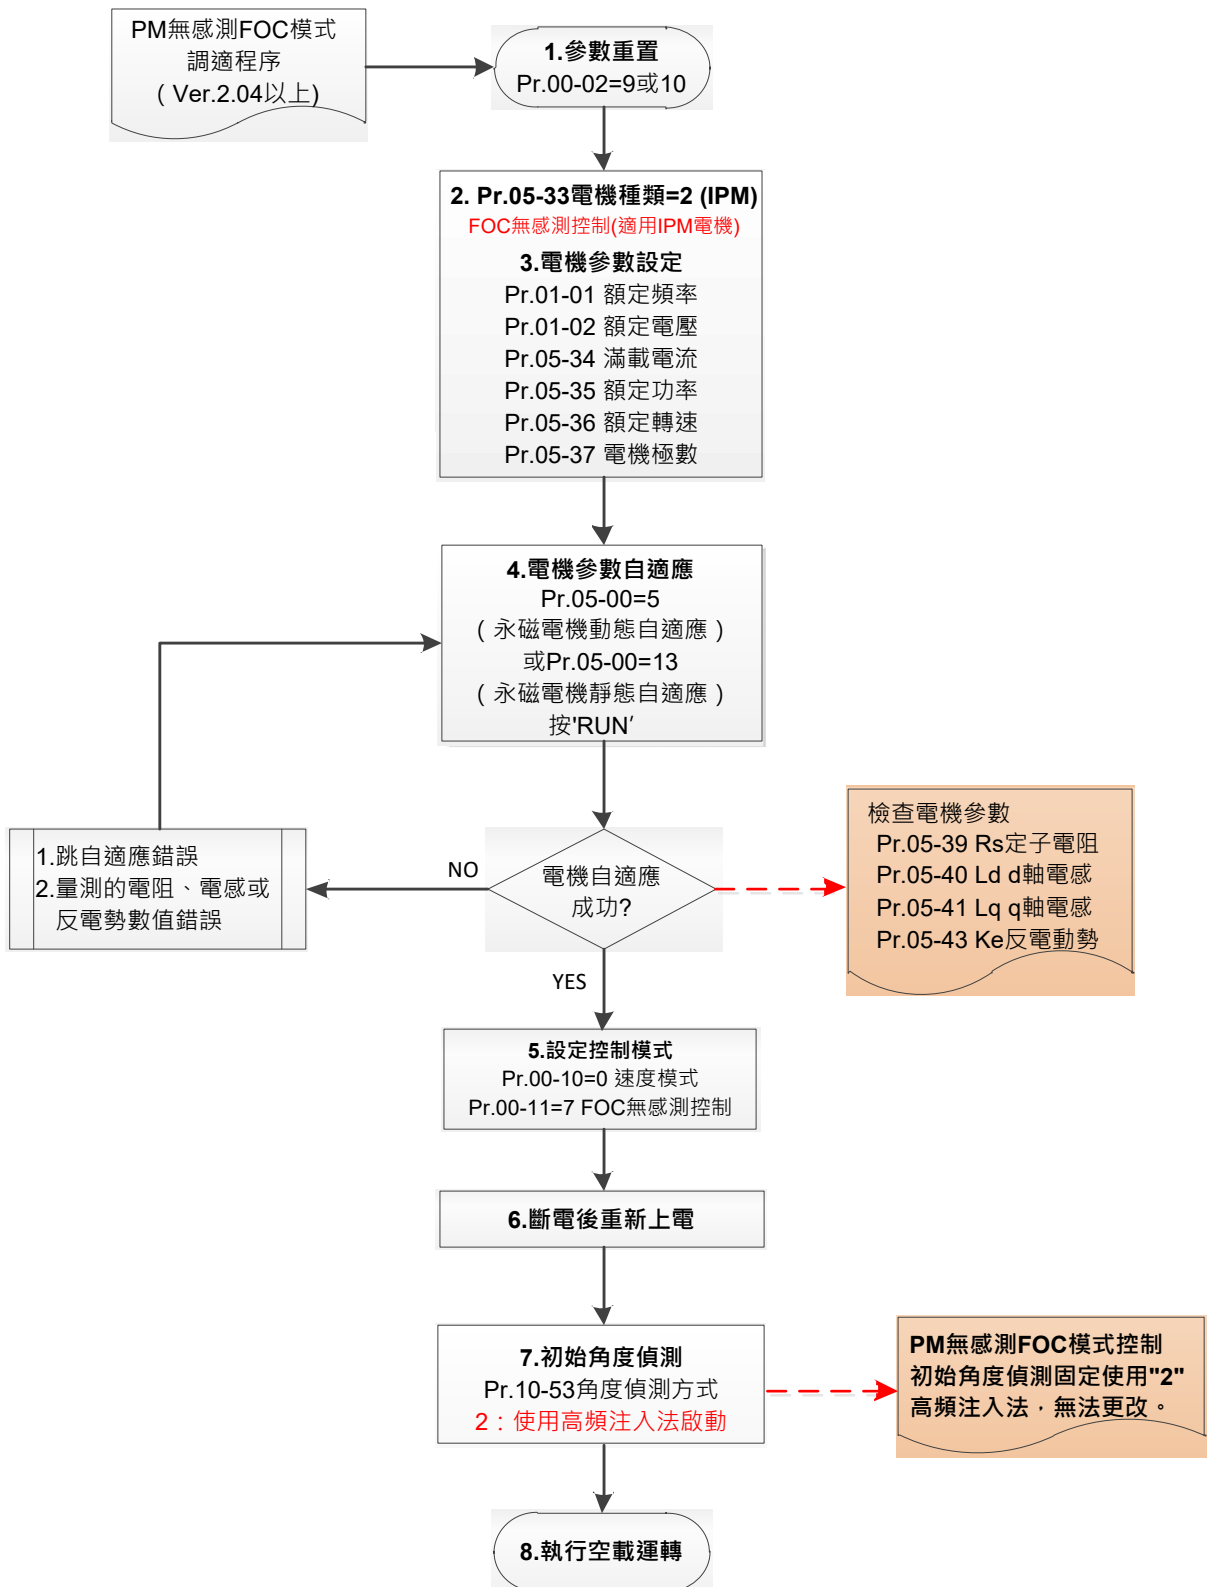 PM無感測FOC模式
調適程序
（Ver.2.04以上)
1.參數重置
Pr.00-02=9或10
2. Pr.05-33電機種類=2 (IPM)
FOC無感測控制(適用IPM電機)
3.電機參數設定
Pr.01-01 額定頻率
Pr.01-02 額定電壓
Pr.05-34 滿載電流
Pr.05-35 額定功率
Pr.05-36 額定轉速
Pr.05-37 電機極數
4.電機參數自適應
Pr.05-00=5
（永磁電機動態自適應）
或Pr.05-00=13
（永磁電機靜態自適應）
按'RUN′
電機自適應
成功?
NO
1.跳自適應錯誤
2.量測的電阻、電感或
反電勢數值錯誤
檢查電機參數
Pr.05-39 Rs定子電阻
Pr.05-40 Ld d軸電感
Pr.05-41 Lq q軸電感
Pr.05-43 Ke反電動勢
YES
5.設定控制模式
Pr.00-10=0 速度模式
Pr.00-11=7 FOC無感測控制
6.斷電後重新上電
7.初始角度偵測
Pr.10-53角度偵測方式
2：使用高頻注入法啟動
PM無感測FOC模式控制
初始角度偵測固定使用"2"
高頻注入法，無法更改。
8.執行空載運轉